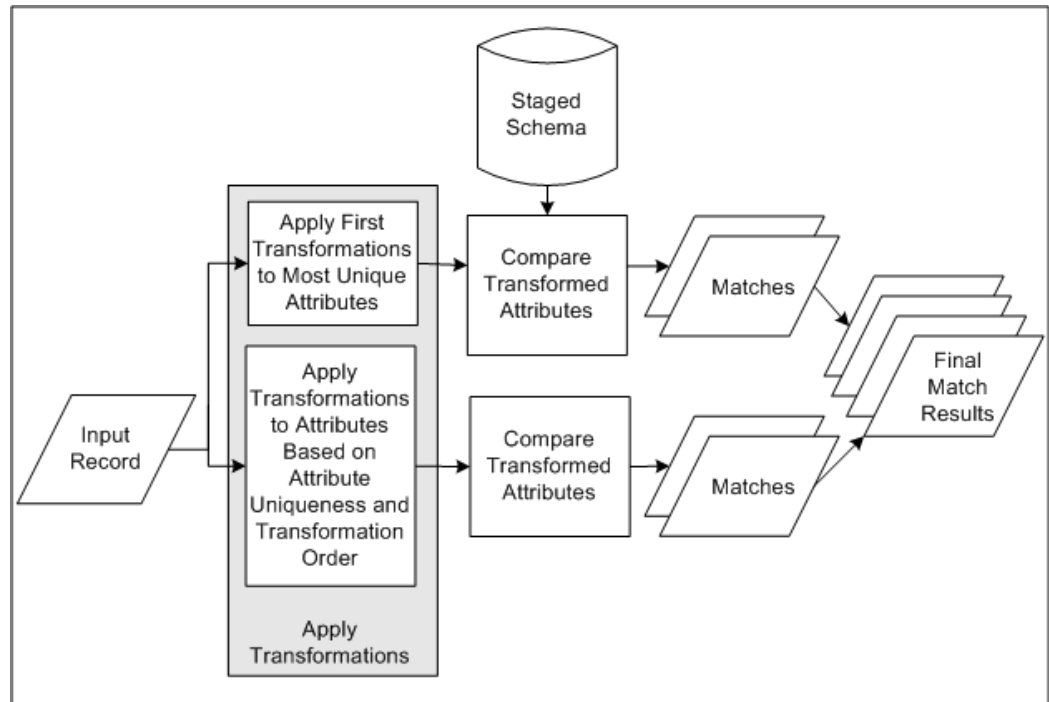 Staged
Schema
Apply First
Transformations
to Most Unique
Attributes
Compare
Transformed
Attributes
Matches
Apply
Transformations
to Attributes
Based on
Attribute
Uniqueness and
Transformation
Order
Input
Record
Compare
Transformed
Attributes
Matches
Final
Match
Results
Apply
Transformations